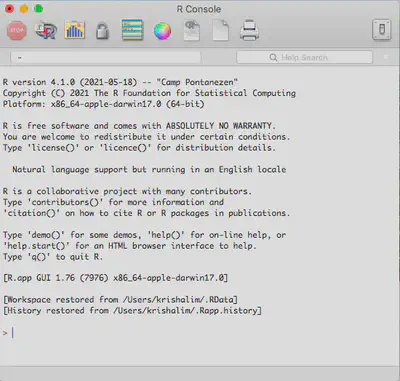 R Console
STOP
R
~
Help Search
R version 4.1.0 (2021-05-18) -- "Camp Pontanezen"
Copyright (C) 2021 The R Foundation for Statistical Computing
Platform: x86_64-apple-darwin17.0 (64-bit)
R is free software and comes with ABSOLUTELY NO WARRANTY.
You are welcome to redistribute it under certain conditions.
Type 'license()' or 'licence()' for distribution details.
Natural language support but running in an English locale
R is a collaborative project with many contributors.
Type 'contributors()' for more information and
'citation()' on how to cite R or R packages in publications.
Type 'demo()' for some demos, 'help()' for on-line help, or
'help.start()' for an HTML browser interface to help.
Type 'q()' to quit R.
[R.app GUI 1.76 (7976) x86_64-apple-darwin17.0]
[Workspace restored from /Users/krishalim/.RData]
[History restored from /Users/krishalim/.Rapp.history]
>